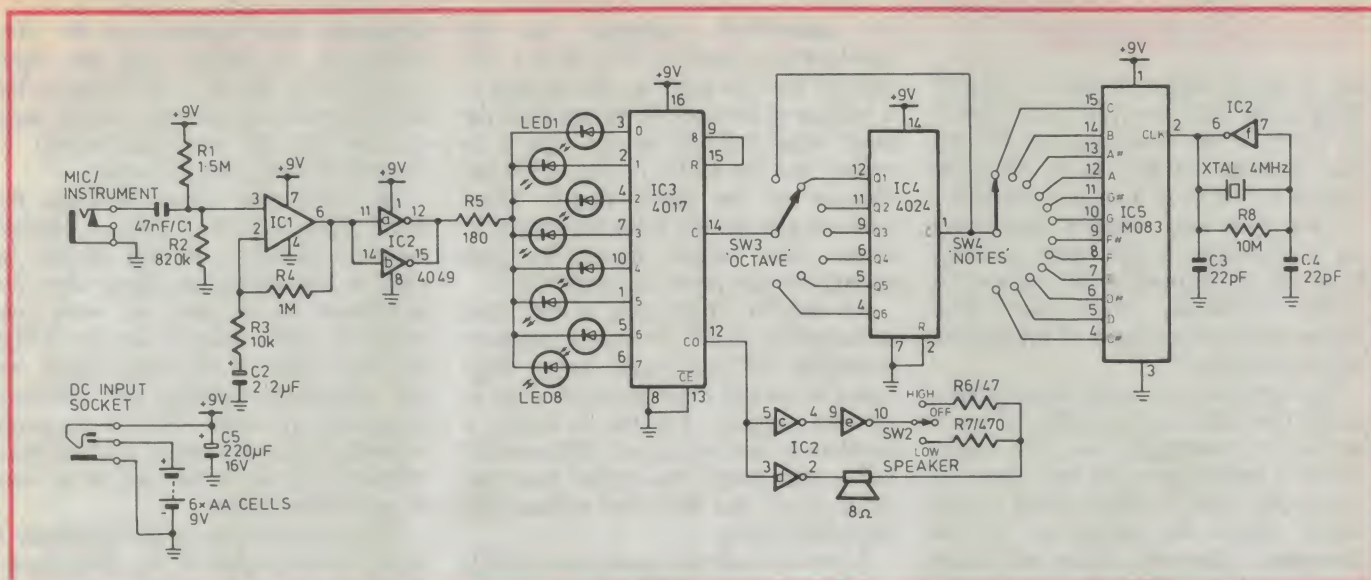 +9V
R1
1·5M
MIC/
INSTRUMENT
47nF/C1
R2
820k
+9V
3
7
IC1
6
2
4
R4
1M
R3
10k
+
C2
2·2µF
DC INPUT
SOCKET
+9V
+
C5
220µF
16V
+
-
6×AA CELLS
9V
+9V
1
11
a
12
IC2
14
b
15
8
4049
R5
180
LED1
LED8
+9V
16
3
0
2
1
4
2
7
3
10
4
1
5
5
6
6
7
8
9
R
15
IC3
4017
C
14
CO
12
CE
8
13
SW3
'OCTAVE'
+9V
14
12
Q1
11
Q2
9
Q3
6
Q4
5
Q5
4
Q6
IC4
4024
C
1
R
7
2
SW4
'NOTES'
+9V
1
15
C
14
B
13
A#
12
A
11
G#
10
G
9
F#
8
F
7
E
6
D#
5
D
4
C#
CLK
2
IC5
M083
3
IC2
6
f
7
XTAL 4MHz
R8
10M
C3
22pF
C4
22pF
5
c
4
9
e
10
IC2
3
d
2
SW2
HIGH
OFF
LOW
R6/47
R7/470
SPEAKER
8Ω